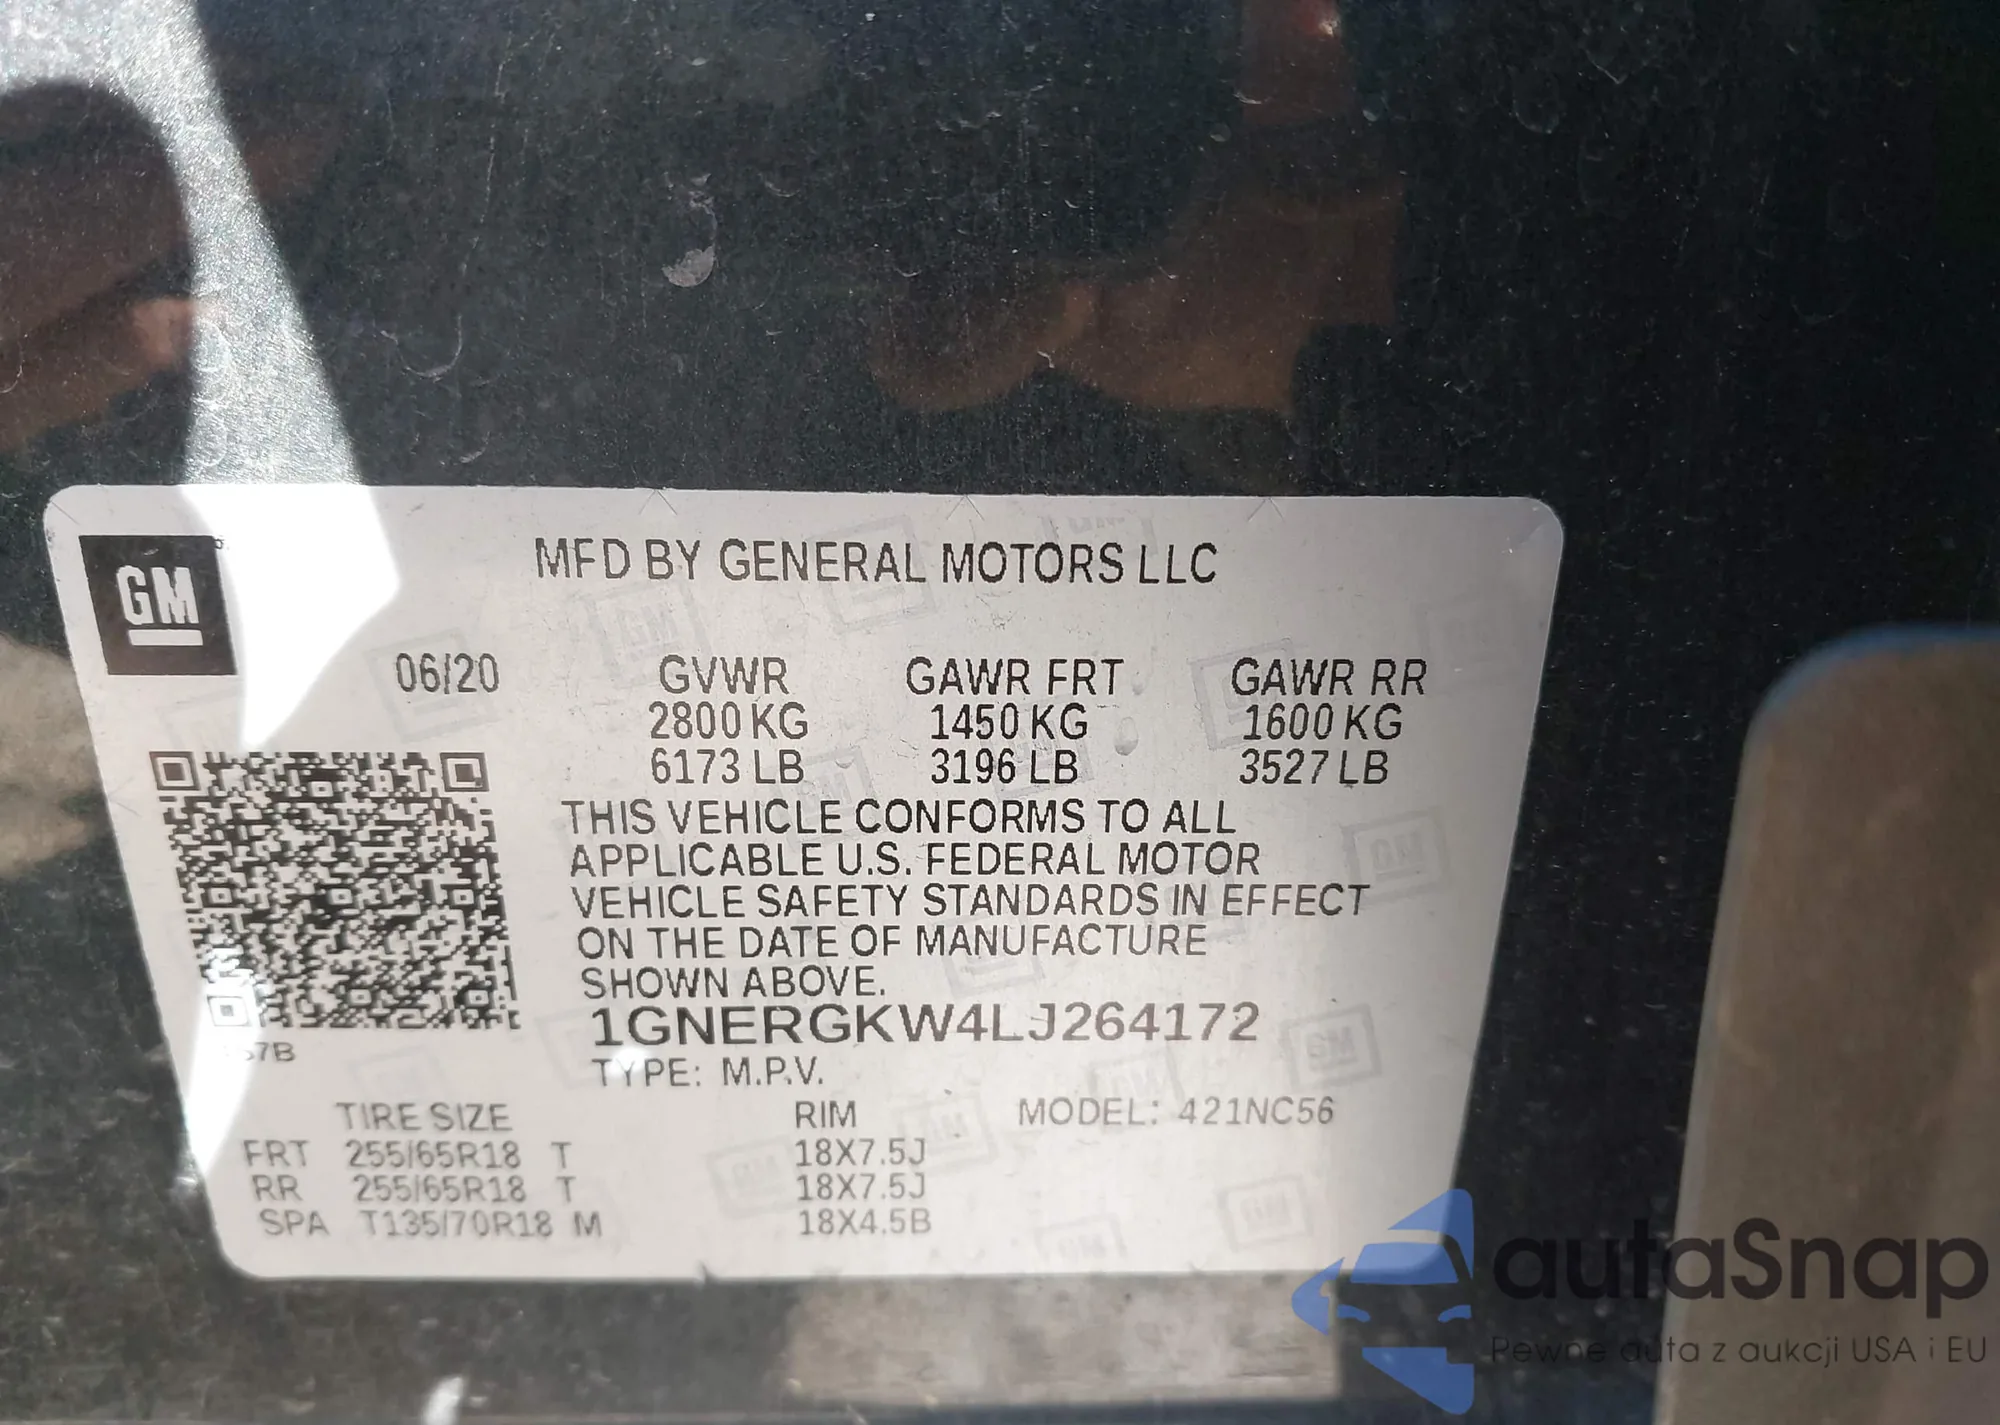 GM
MFD BY GENERAL MOTORS LLC
06/20 GVWR GAWR FRT GAWR RR
2800 KG 1450 KG 1600 KG
6173 LB 3196 LB 3527 LB
THIS VEHICLE CONFORMS TO ALL
APPLICABLE U.S. FEDERAL MOTOR
VEHICLE SAFETY STANDARDS IN EFFECT
ON THE DATE OF MANUFACTURE
SHOWN ABOVE.
1GNERGKW4LJ264172
TYPE: M.P.V.
TIRE SIZE RIM MODEL: 421NC56
FRT 255/65R18 T 18X7.5J
RR 255/65R18 T 18X7.5J
SPA T135/70R18 M 18X4.5B
autaSnap
Pewne auta z aukcji USA i EU